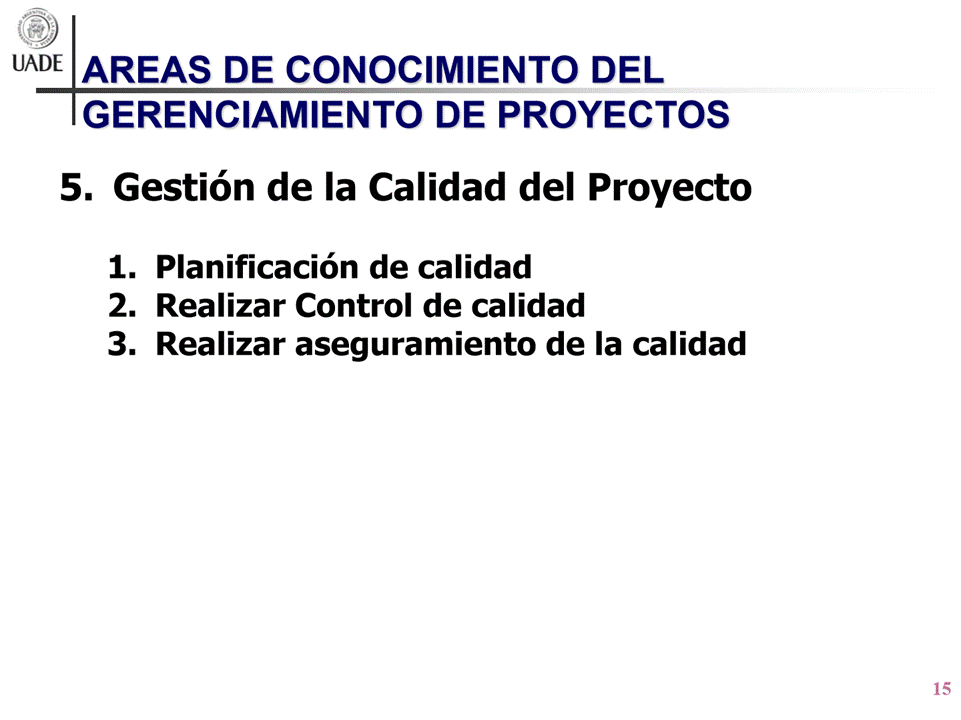 UADE
AREAS DE CONOCIMIENTO DEL
GERENCIAMIENTO DE PROYECTOS
5. Gestión de la Calidad del Proyecto
1. Planificación de calidad
2. Realizar Control de calidad
3. Realizar aseguramiento de la calidad
15